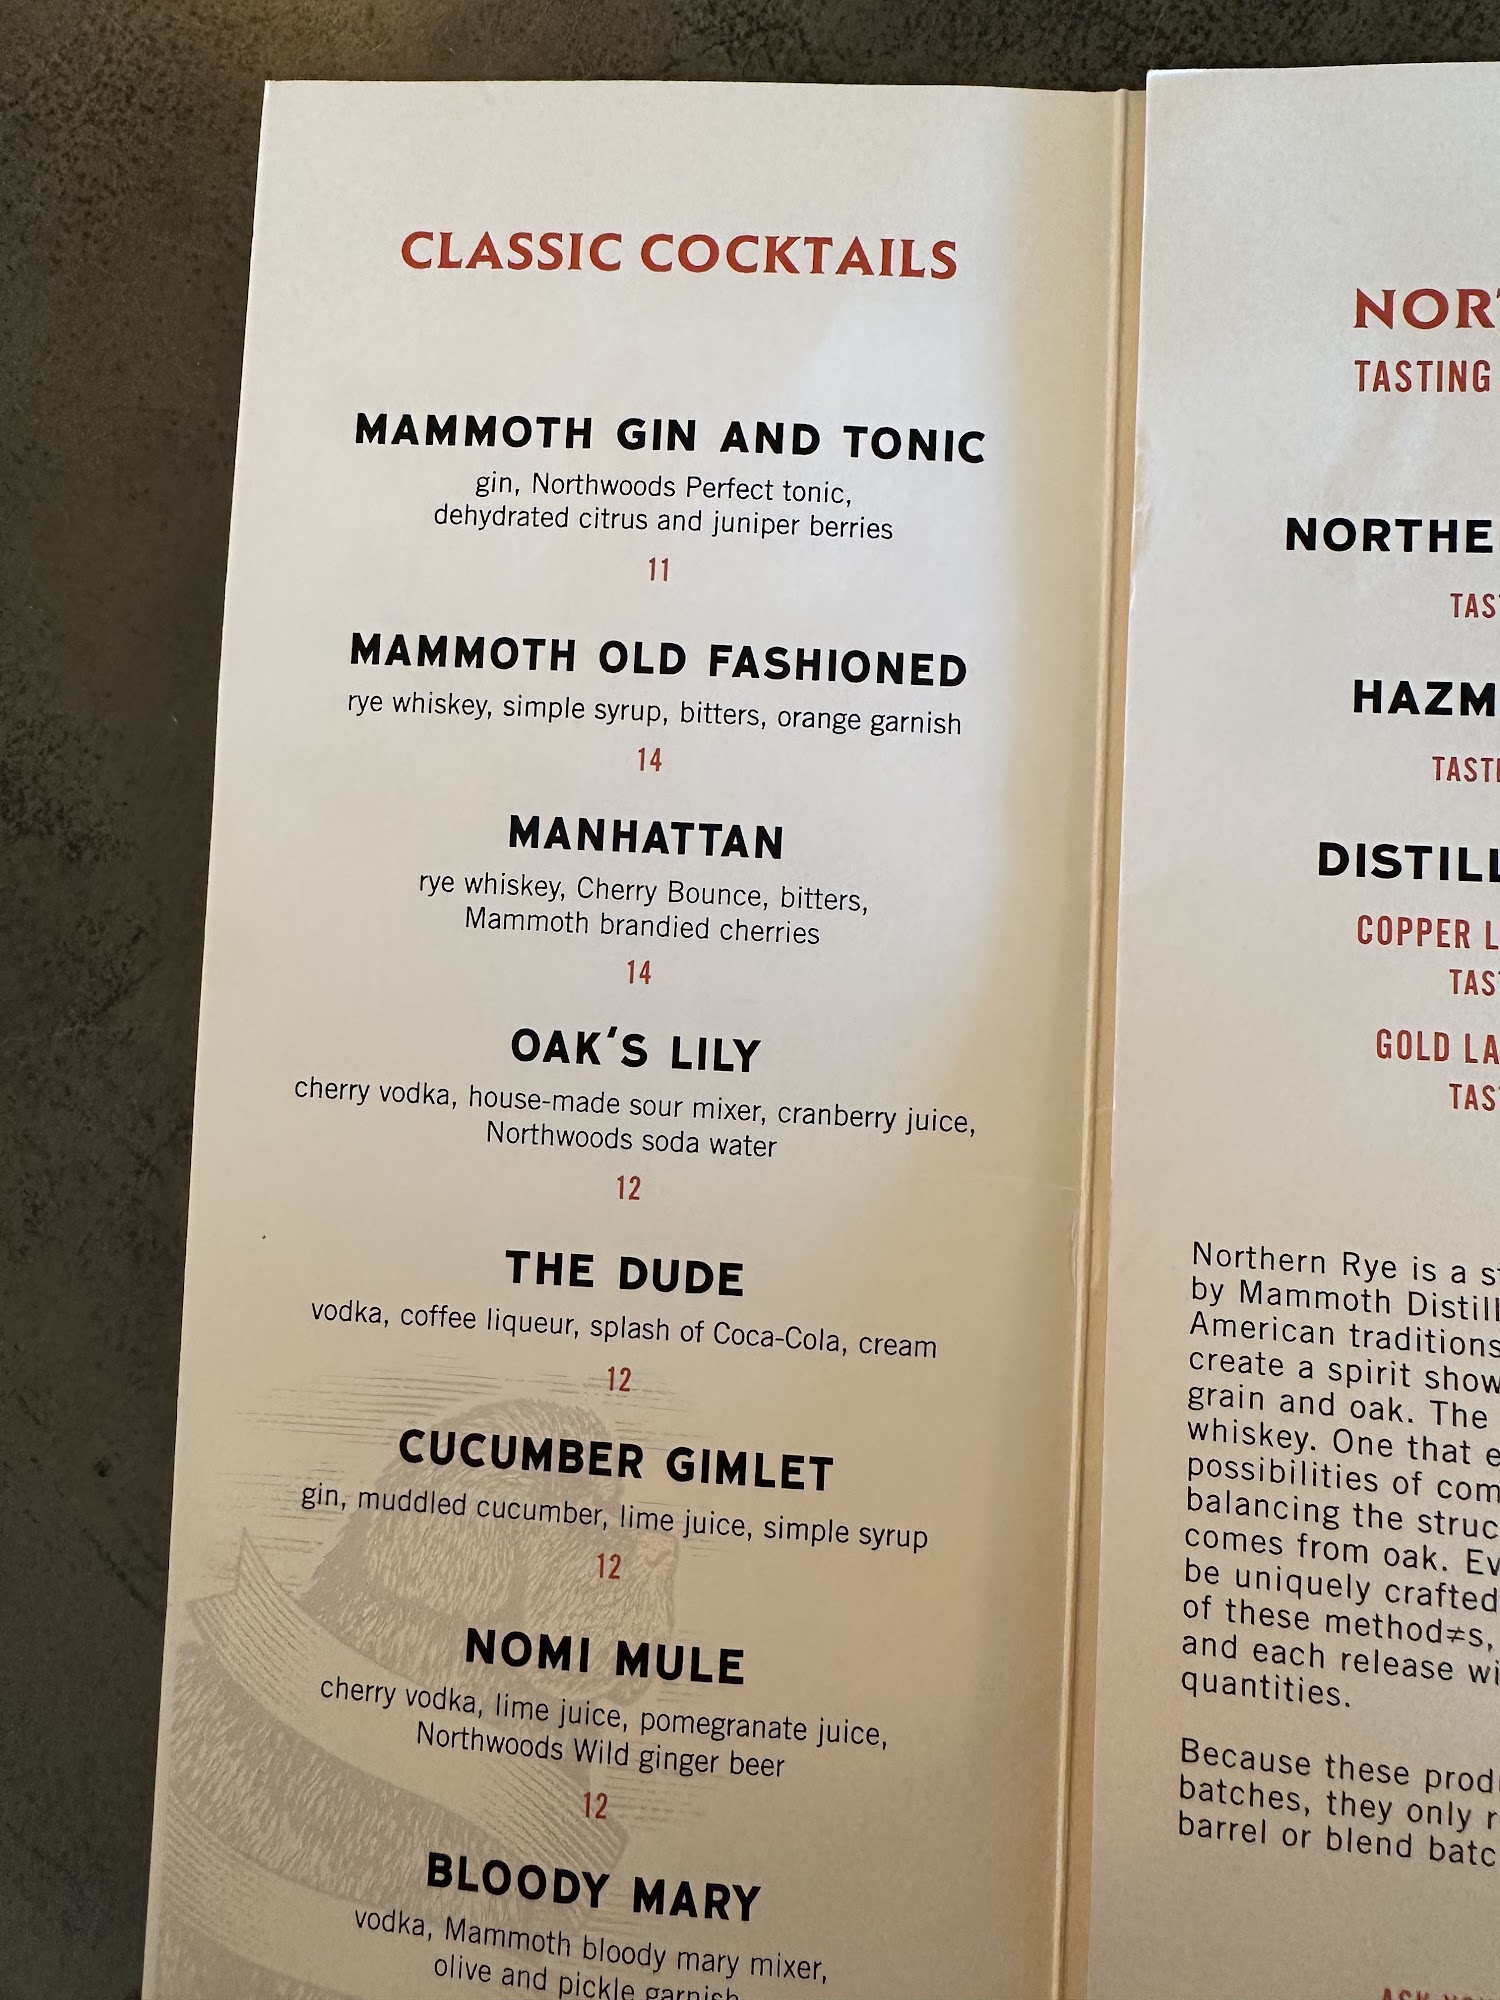 CLASSIC COCKTAILS
MAMMOTH GIN AND TONIC
gin, Northwoods Perfect tonic,
dehydrated citrus and juniper berries
11
MAMMOTH OLD FASHIONED
rye whiskey, simple syrup, bitters, orange garnish
14
MANHATTAN
rye whiskey, Cherry Bounce, bitters,
Mammoth brandied cherries
14
OAK'S LILY
cherry vodka, house-made sour mixer, cranberry juice,
Northwoods soda water
12
THE DUDE
vodka, coffee liqueur, splash of Coca-Cola, cream
12
CUCUMBER GIMLET
gin, muddled cucumber, lime juice, simple syrup
12
NOMI MULE
cherry vodka, lime juice, pomegranate juice,
Northwoods Wild ginger beer
12
BLOODY MARY
vodka, Mammoth bloody mary mixer,
olive and pickle garnish
TASTING
COPPER
GOLD
Northern Rye is a
by Mammoth
American traditions
create a spirit
grain and oak. The
whiskey. One that
possibilities of
balancing the
comes from oak.
be uniquely crafted
of these method≠s,
and each release
quantities.
Because these
batches, they only
barrel or blend